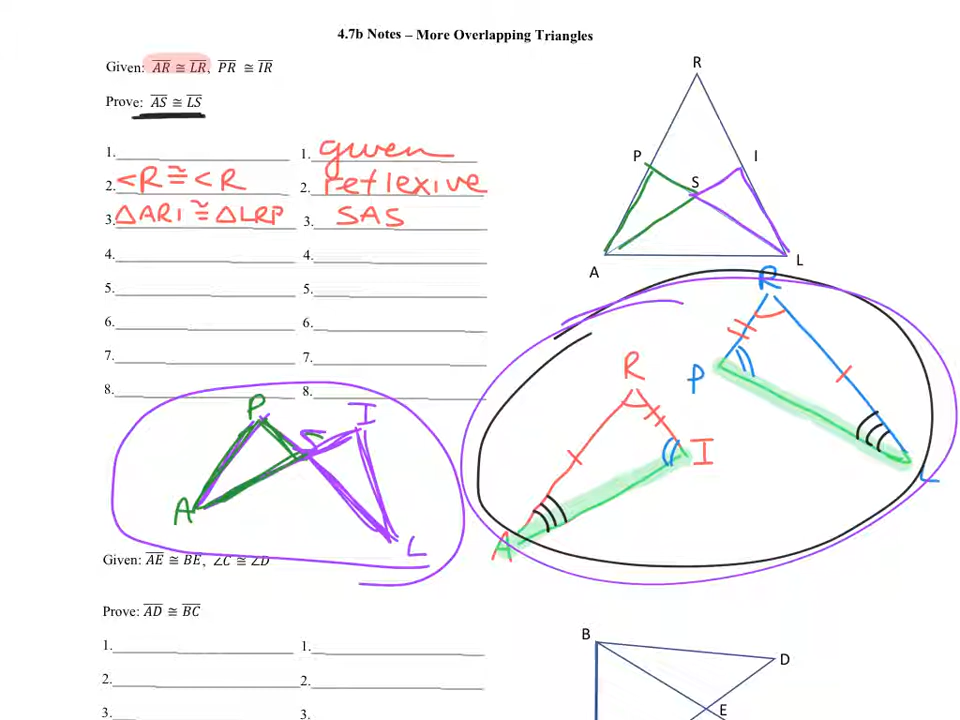 4.7b Notes – More Overlapping Triangles
Given: AR ≅ LR, PR ≅ IR
Prove: AS ≅ LS
1. 1. given
2. <R ≅ <R 2. reflexive
3. △ARI ≅ △LRP 3. SAS
4. 4.
5. 5.
6. 6.
7. 7.
8. 8.
R
P I
S
A L
R
P
L
R
I
A
P I
S
A
L
Given: AE ≅ BE, ∠C ≅ ∠D
Prove: AD ≅ BC
1. 1.
2. 2.
3. 3.
B
D
E